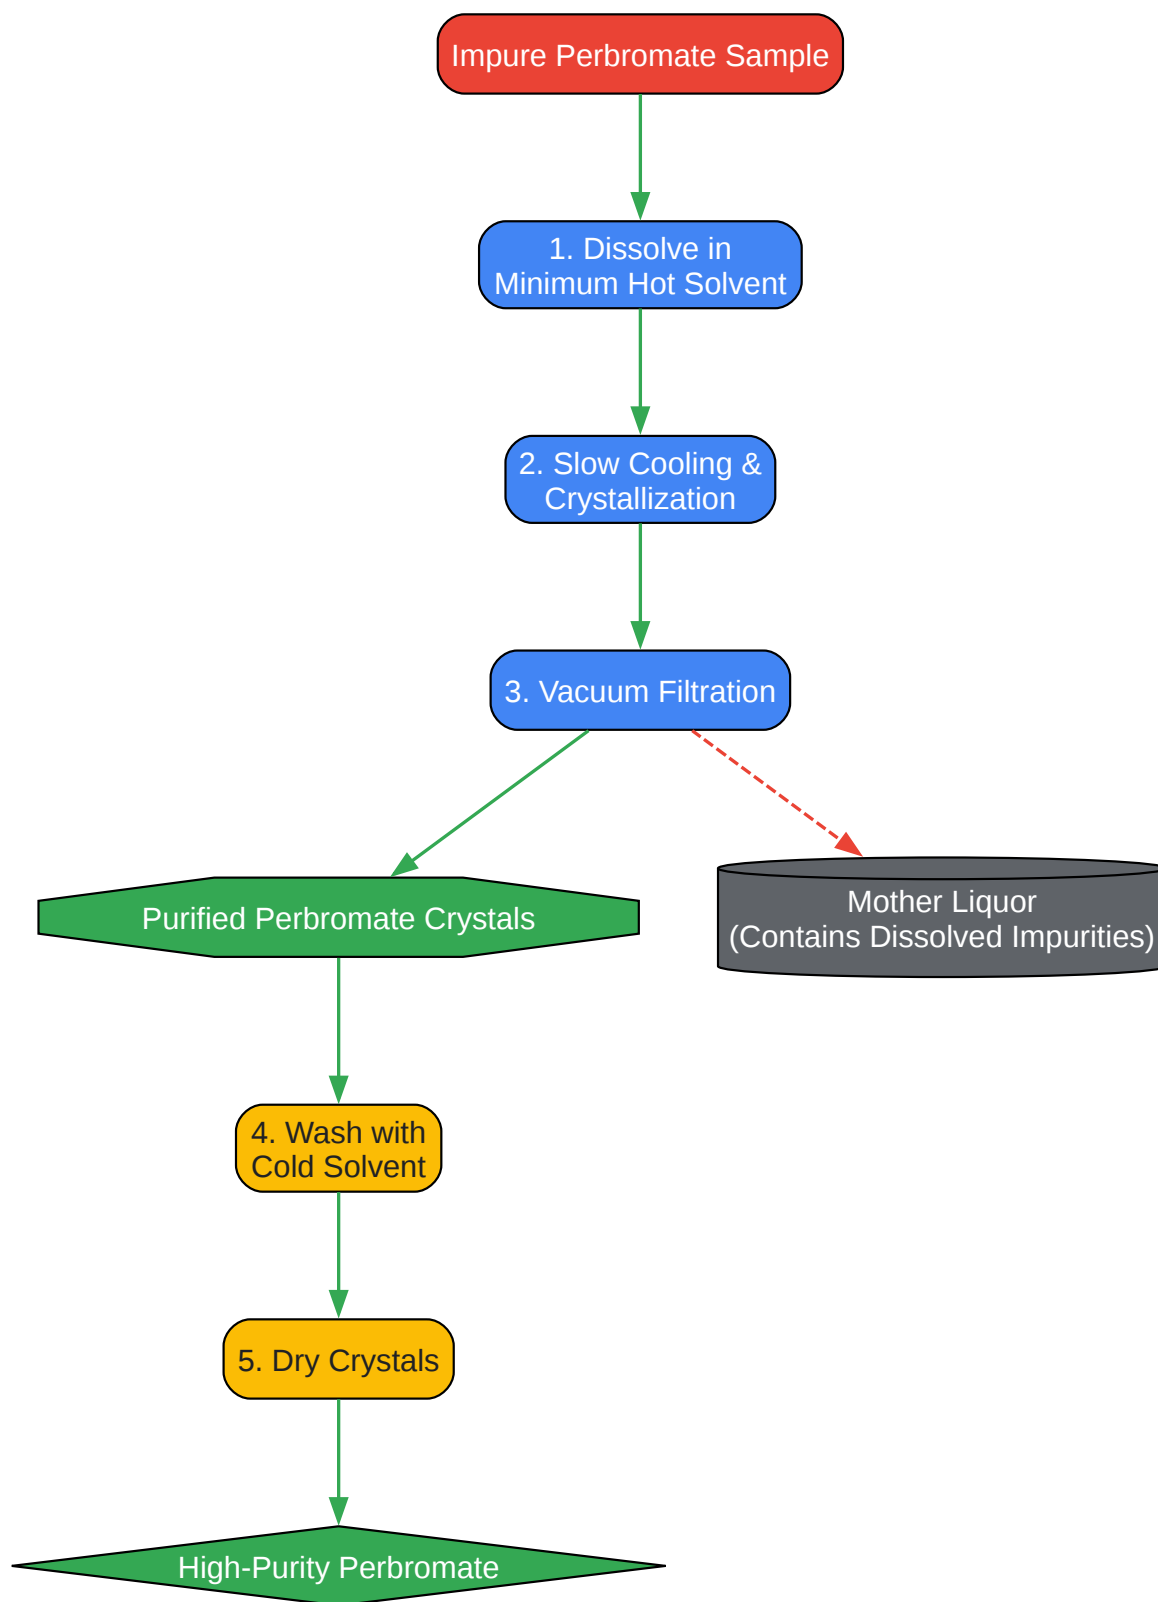 Impure Perbromate Sample
1. Dissolve in
Minimum Hot Solvent
2. Slow Cooling &
Crystallization
3. Vacuum Filtration
Purified Perbromate Crystals
Mother Liquor
(Contains Dissolved Impurities)
4. Wash with
Cold Solvent
5. Dry Crystals
High-Purity Perbromate